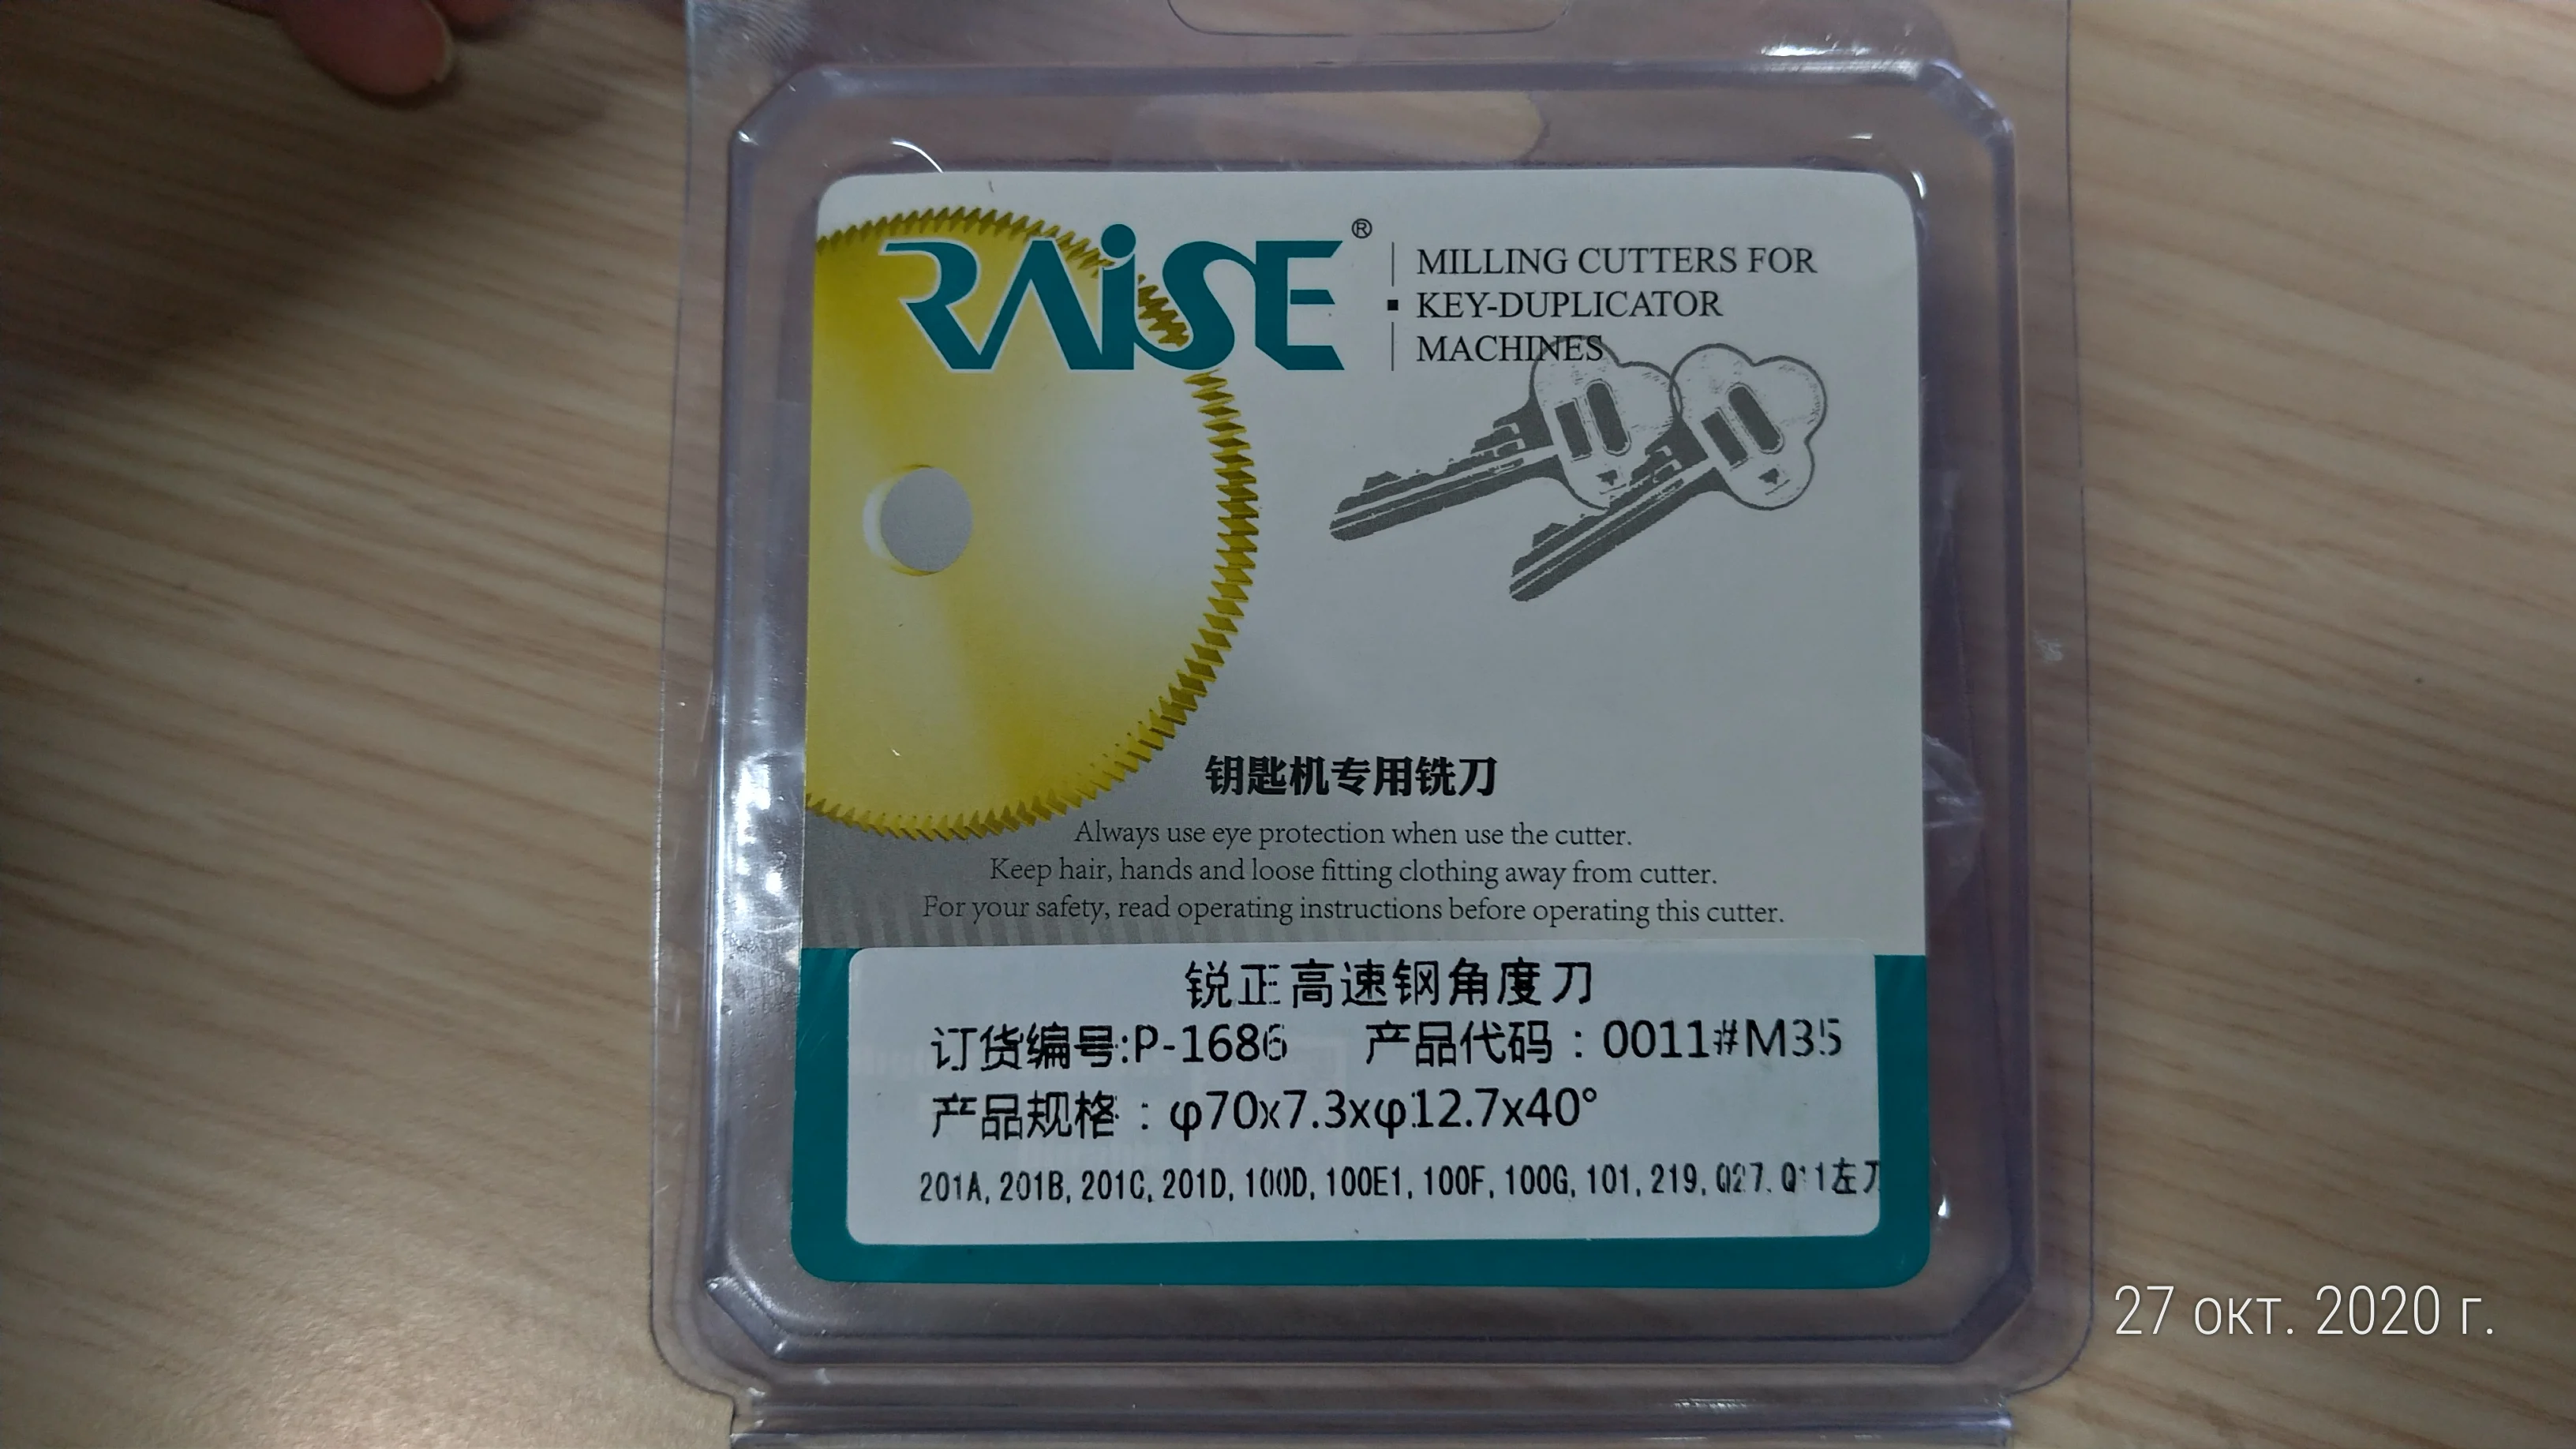 RAISE®
MILLING CUTTERS FOR
KEY-DUPLICATOR
MACHINES
钥匙机专用铣刀
Always use eye protection when use the cutter.
Keep hair, hands and loose fitting clothing away from cutter.
For your safety, read operating instructions before operating this cutter.
锐正高速钢角度刀
订货编号:P-1686 产品代码：0011#M35
产品规格：φ70x7.3xφ12.7x40°
201A, 201B, 201C, 201D, 100D, 100E1, 100F, 100G, 101, 219, Q27. 左刀
27 окт. 2020 г.